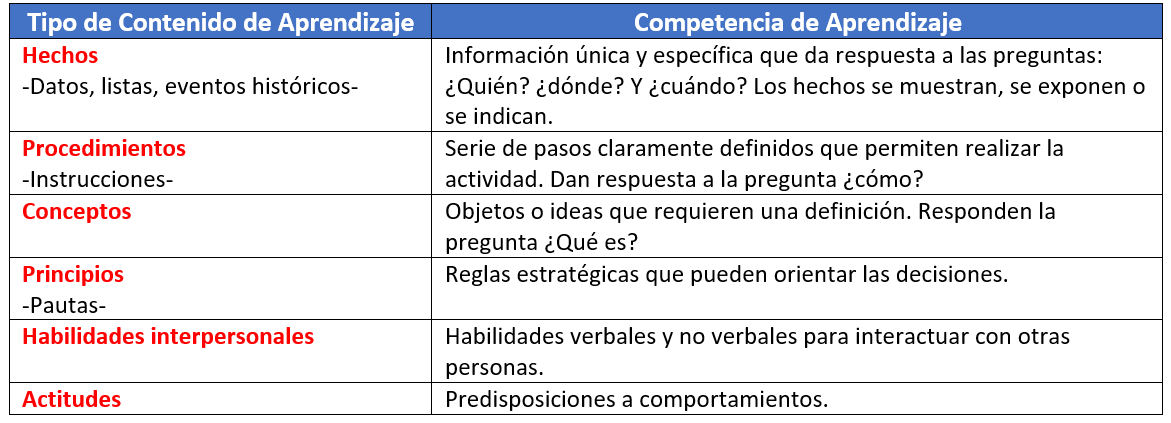 Tipo de Contenido de Aprendizaje
Competencia de Aprendizaje
Hechos
-Datos, listas, eventos históricos-
Información única y específica que da respuesta a las preguntas:
¿Quién? ¿dónde? Y ¿cuándo? Los hechos se muestran, se exponen o
se indican.
Procedimientos
-Instrucciones-
Serie de pasos claramente definidos que permiten realizar la
actividad. Dan respuesta a la pregunta ¿cómo?
Conceptos
Objetos o ideas que requieren una definición. Responden la
pregunta ¿Qué es?
Principios
-Pautas-
Reglas estratégicas que pueden orientar las decisiones.
Habilidades interpersonales
Habilidades verbales y no verbales para interactuar con otras
personas.
Actitudes
Predisposiciones a comportamientos.